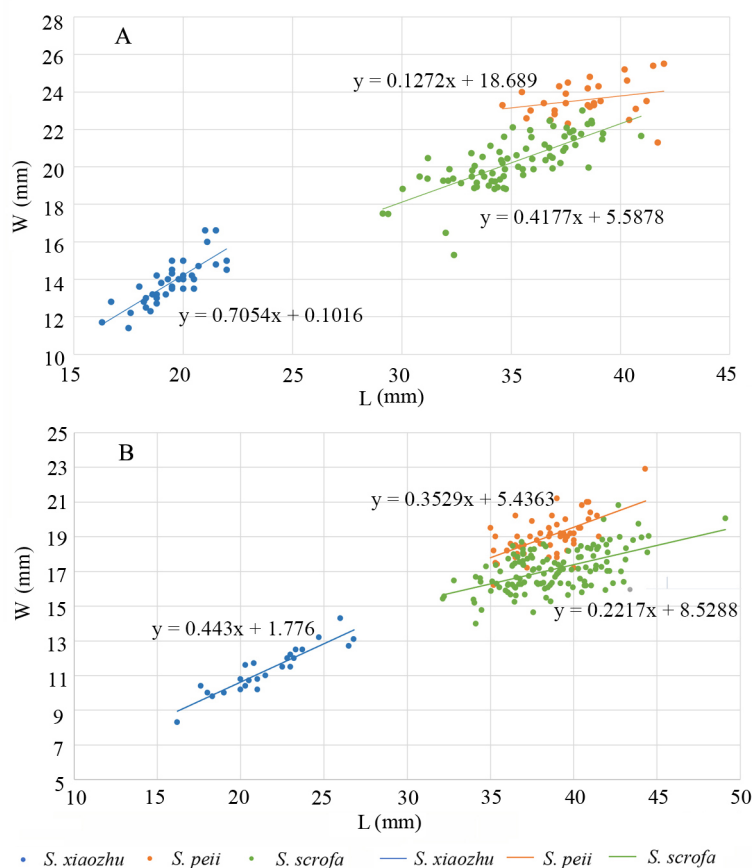 A
28
26
24
22
20
18
16
14
12
10
W (mm)
y = 0.1272x + 18.689
y = 0.4177x + 5.5878
y = 0.7054x + 0.1016
15 20 25 30 35 40 45
L (mm)
B
25
23
21
19
17
15
13
11
9
7
5
W (mm)
y = 0.3529x + 5.4363
y = 0.2217x + 8.5288
y = 0.443x + 1.776
10 15 20 25 30 35 40 45 50
L (mm)
S. xiaozhu S. peii S. scrofa S. xiaozhu S. peii S. scrofa